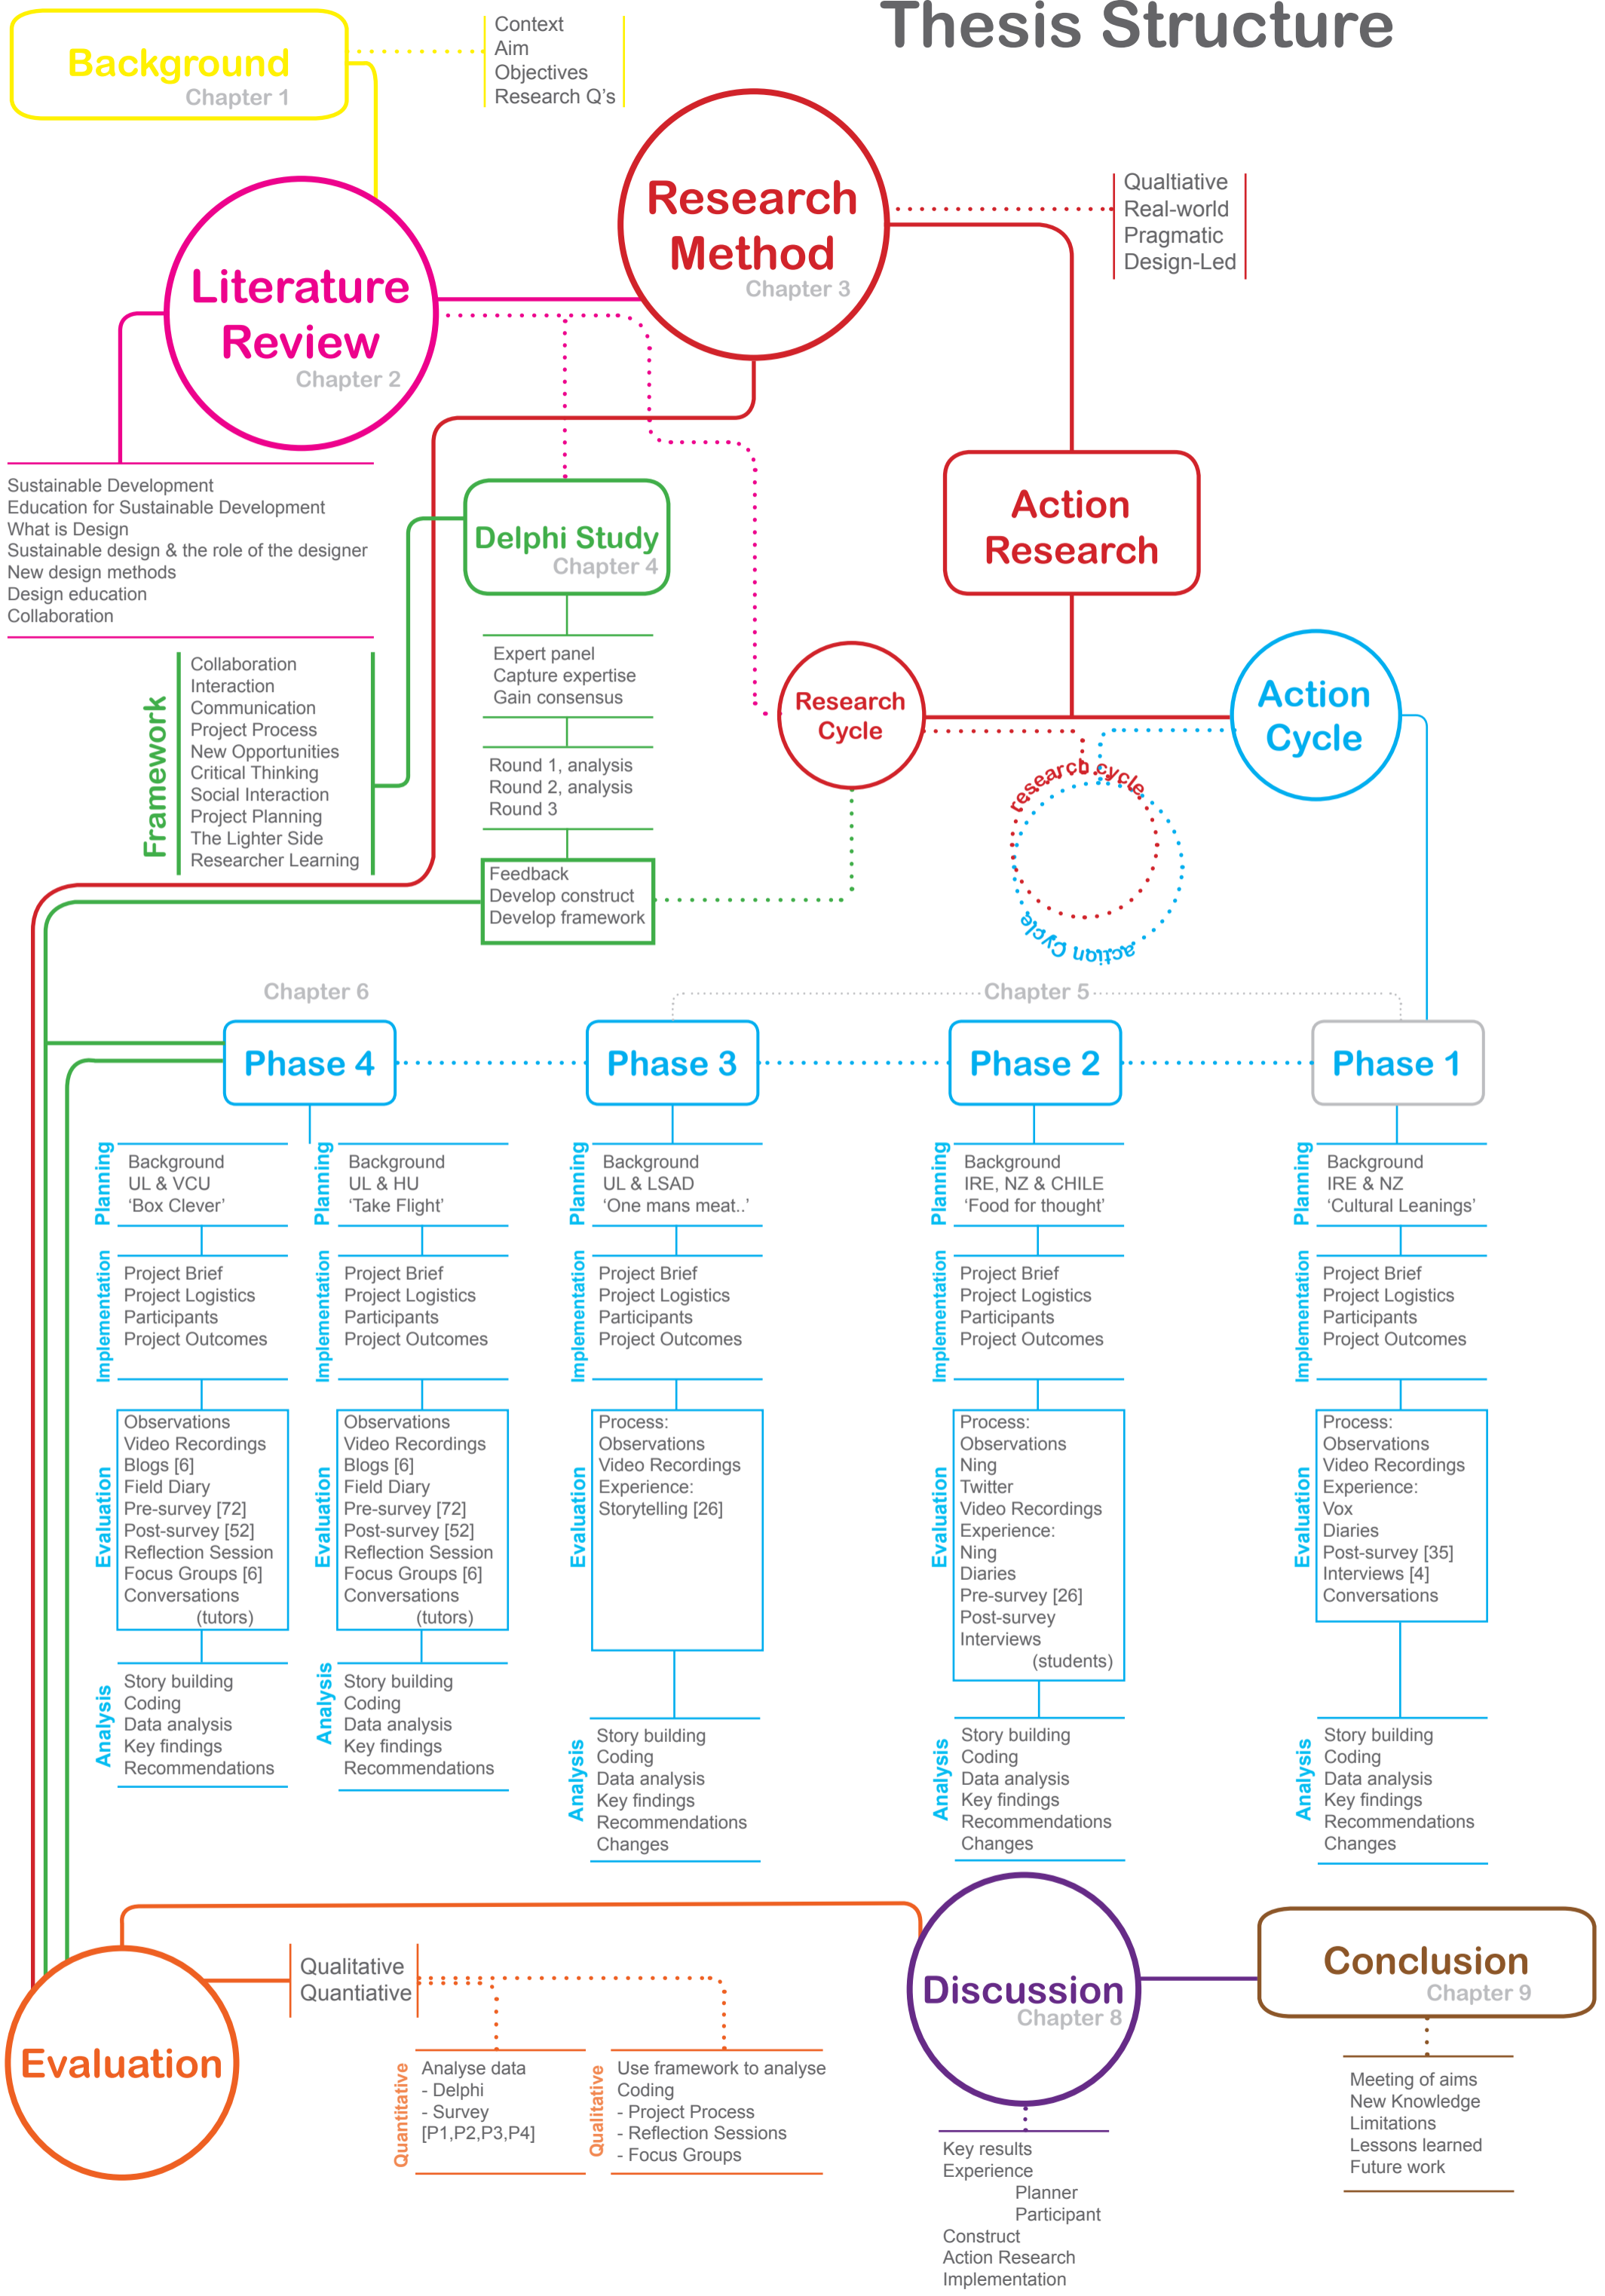 Thesis Structure
Background
Chapter 1
Context
Aim
Objectives
Research Q's
Literature
Review
Chapter 2
Research
Method
Chapter 3
Qualtiative
Real-world
Pragmatic
Design-Led
Sustainable Development
Education for Sustainable Development
What is Design
Sustainable design & the role of the designer
New design methods
Design education
Collaboration
Delphi Study
Chapter 4
Action
Research
Framework
Collaboration
Interaction
Communication
Project Process
New Opportunities
Critical Thinking
Social Interaction
Project Planning
The Lighter Side
Researcher Learning
Expert panel
Capture expertise
Gain consensus
Round 1, analysis
Round 2, analysis
Round 3
Feedback
Develop construct
Develop framework
Research
Cycle
Action
Cycle
research cycle
action Cycle
Chapter 6
Chapter 5
Phase 4
Phase 3
Phase 2
Phase 1
Planning
Background
UL & VCU
‘Box Clever’
Implementation
Project Brief
Project Logistics
Participants
Project Outcomes
Evaluation
Observations
Video Recordings
Blogs [6]
Field Diary
Pre-survey [72]
Post-survey [52]
Reflection Session
Focus Groups [6]
Conversations
(tutors)
Analysis
Story building
Coding
Data analysis
Key findings
Recommendations
Planning
Background
UL & HU
‘Take Flight’
Implementation
Project Brief
Project Logistics
Participants
Project Outcomes
Evaluation
Observations
Video Recordings
Blogs [6]
Field Diary
Pre-survey [72]
Post-survey [52]
Reflection Session
Focus Groups [6]
Conversations
(tutors)
Analysis
Story building
Coding
Data analysis
Key findings
Recommendations
Planning
Background
UL & LSAD
‘One mans meat..’
Implementation
Project Brief
Project Logistics
Participants
Project Outcomes
Evaluation
Process:
Observations
Video Recordings
Experience:
Storytelling [26]
Analysis
Story building
Coding
Data analysis
Key findings
Recommendations
Changes
Planning
Background
IRE, NZ & CHILE
‘Food for thought’
Implementation
Project Brief
Project Logistics
Participants
Project Outcomes
Evaluation
Process:
Observations
Ning
Twitter
Video Recordings
Experience:
Ning
Diaries
Pre-survey [26]
Post-survey
Interviews
(students)
Analysis
Story building
Coding
Data analysis
Key findings
Recommendations
Changes
Planning
Background
IRE & NZ
‘Cultural Leanings’
Implementation
Project Brief
Project Logistics
Participants
Project Outcomes
Evaluation
Process:
Observations
Video Recordings
Experience:
Vox
Diaries
Post-survey [35]
Interviews [4]
Conversations
Analysis
Story building
Coding
Data analysis
Key findings
Recommendations
Changes
Evaluation
Qualitative
Quantiative
Quantitative
Analyse data
- Delphi
- Survey
[P1,P2,P3,P4]
Qualitative
Use framework to analyse
Coding
- Project Process
- Reflection Sessions
- Focus Groups
Discussion
Chapter 8
Key results
Experience
Planner
Participant
Construct
Action Research
Implementation
Conclusion
Chapter 9
Meeting of aims
New Knowledge
Limitations
Lessons learned
Future work